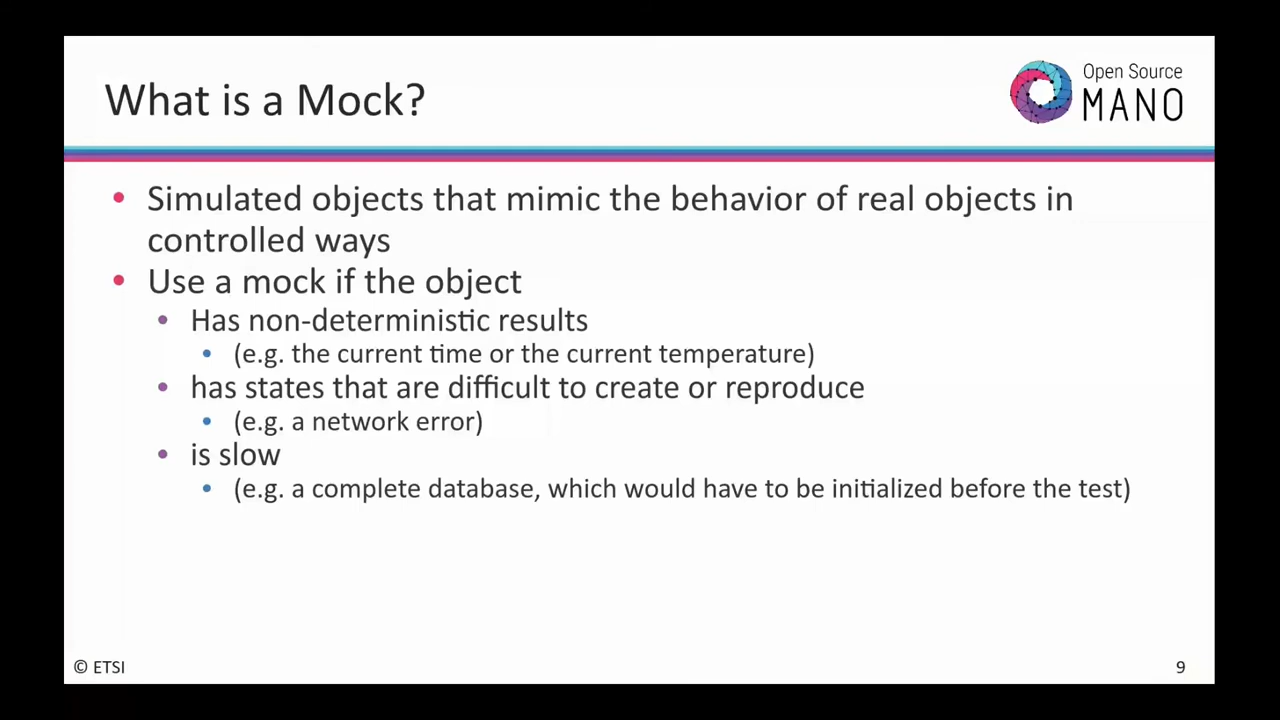 What is a Mock?
Open Source
MANO
• Simulated objects that mimic the behavior of real objects in
controlled ways
• Use a mock if the object
• Has non-deterministic results
• (e.g. the current time or the current temperature)
• has states that are difficult to create or reproduce
• (e.g. a network error)
• is slow
• (e.g. a complete database, which would have to be initialized before the test)
© ETSI
9